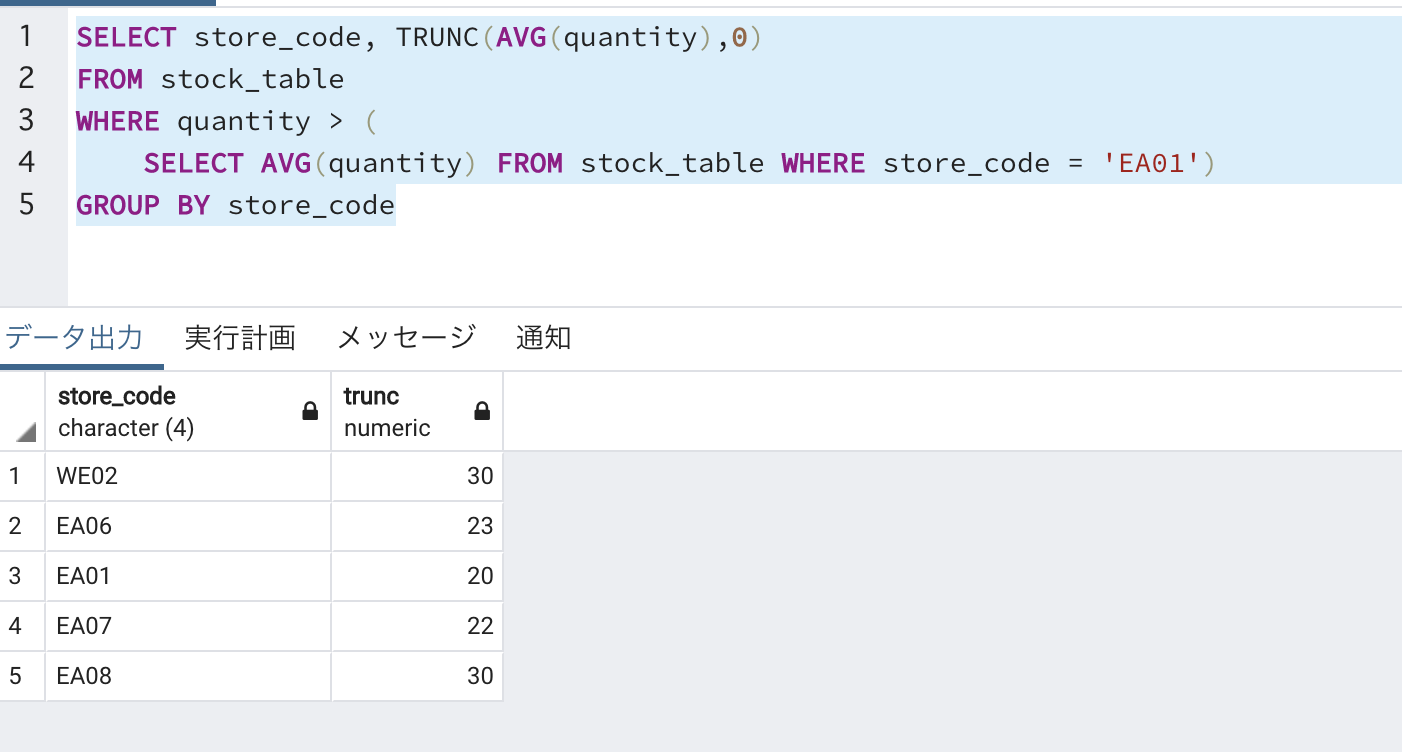 1 SELECT store_code, TRUNC(AVG(quantity),0)
2 FROM stock_table
3 WHERE quantity > (
4     SELECT AVG(quantity) FROM stock_table WHERE store_code = 'EA01')
5 GROUP BY store_code
データ出力 実行計画 メッセージ 通知
store_code trunc
character (4) numeric
1 WE02 30
2 EA06 23
3 EA01 20
4 EA07 22
5 EA08 30